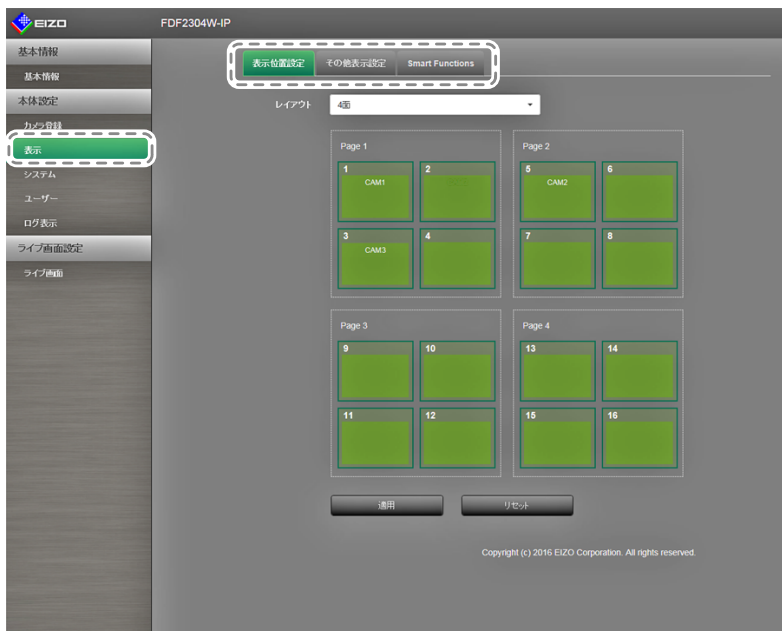 EIZO
FDF2304W-IP
基本情報
基本情報
本体設定
カメラ登録
表示
システム
ユーザー
ログ表示
ライブ画面設定
ライブ画面
表示位置設定 その他表示設定 Smart Functions
レイアウト 4面
Page 1
1 CAM1
2
3 CAM3
4
Page 2
5 CAM2
6
7
8
Page 3
9
10
11
12
Page 4
13
14
15
16
適用 リセット
Copyright (c) 2016 EIZO Corporation. All rights reserved.